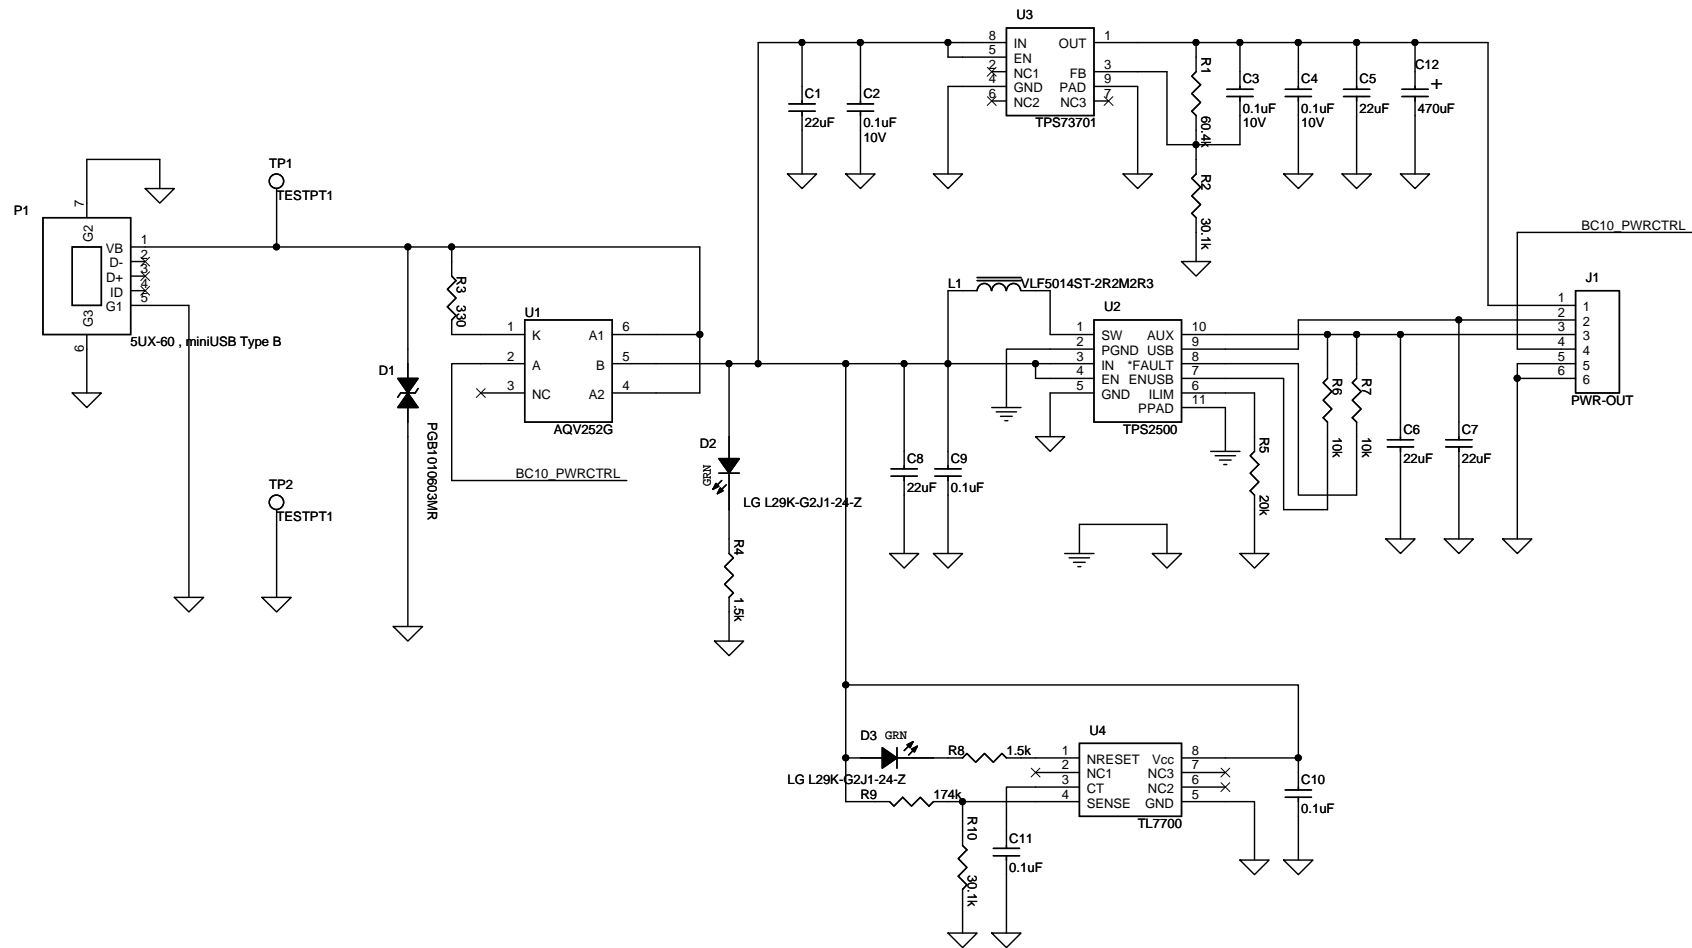 U3
8 IN OUT 1
5 EN
2 NC1 FB 3
4 GND PAD 9
6 NC2 NC3 7
TPS73701
C1
22uF
C2
0.1uF
10V
R1
60.4k
C3
0.1uF
10V
C4
0.1uF
10V
C5
22uF
C12
+
470uF
R2
30.1k
TP1
TESTPT1
P1
7
G2
VB 1
D- 2
D+ 3
ID 4
G1 5
G3
6
5UX-60 , miniUSB Type B
R3
330
U1
1 K A1 6
2 A B 5
3 NC A2 4
AQV252G
D1
PGB1010603MR
BC10_PWRCTRL
TP2
TESTPT1
D2
GRN
LG L29K-G2J1-24-Z
R4
1.5k
C8
22uF
C9
0.1uF
L1
VLF5014ST-2R2M2R3
U2
1 SW AUX 10
2 PGND USB 9
3 IN *FAULT 8
4 EN ENUSB 7
5 GND ILIM 6
PPAD 11
TPS2500
R5
20k
R6
10k
R7
10k
C6
22uF
C7
22uF
BC10_PWRCTRL
J1
1 1
2 2
3 3
4 4
5 5
6 6
PWR-OUT
D3 GRN
LG L29K-G2J1-24-Z
R8 1.5k
R9 174k
R10
30.1k
C11
0.1uF
U4
1 NRESET Vcc 8
2 NC1 NC3 7
3 CT NC2 6
4 SENSE GND 5
TL7700
C10
0.1uF